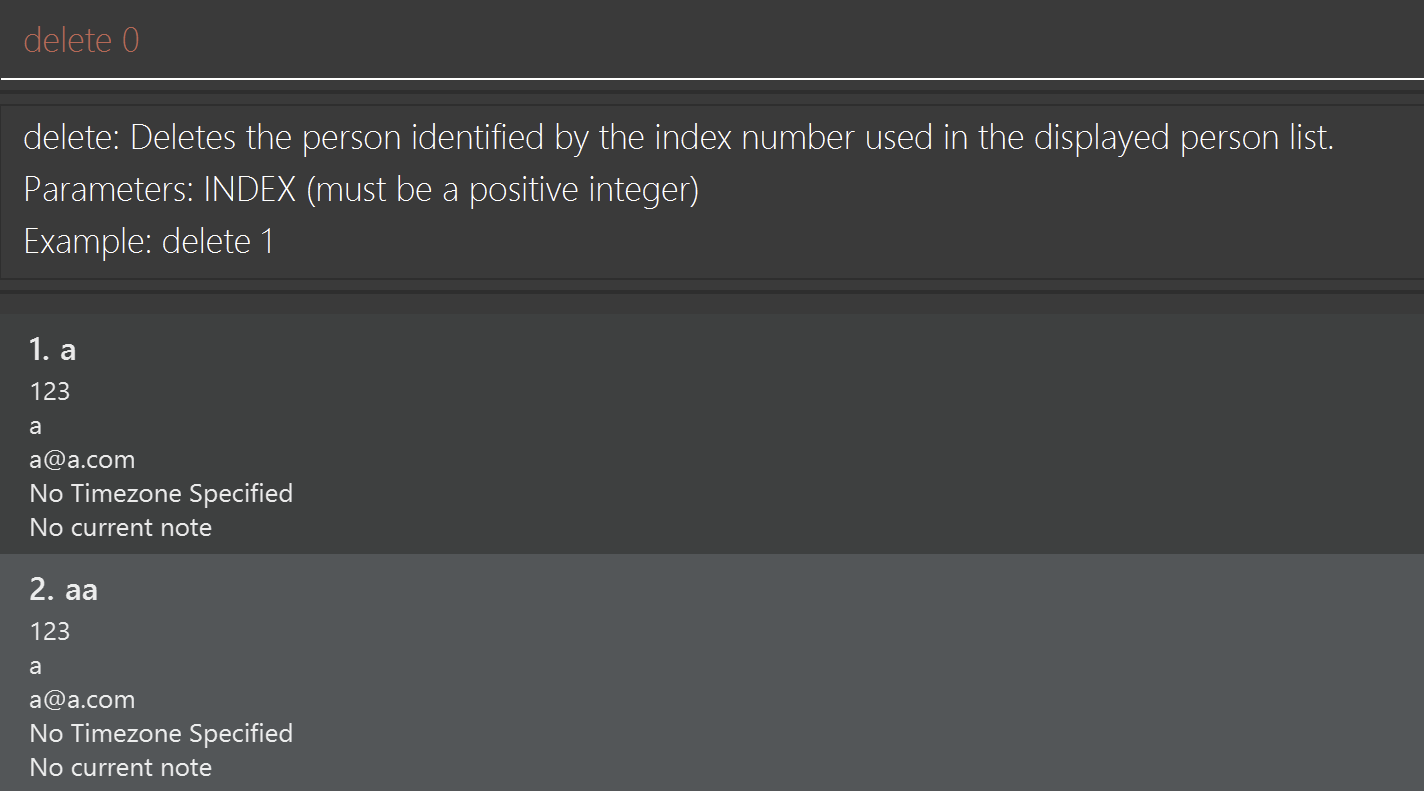 delete 0
delete: Deletes the person identified by the index number used in the displayed person list.
Parameters: INDEX (must be a positive integer)
Example: delete 1
1. a
123
a
a@a.com
No Timezone Specified
No current note
2. aa
123
a
a@a.com
No Timezone Specified
No current note